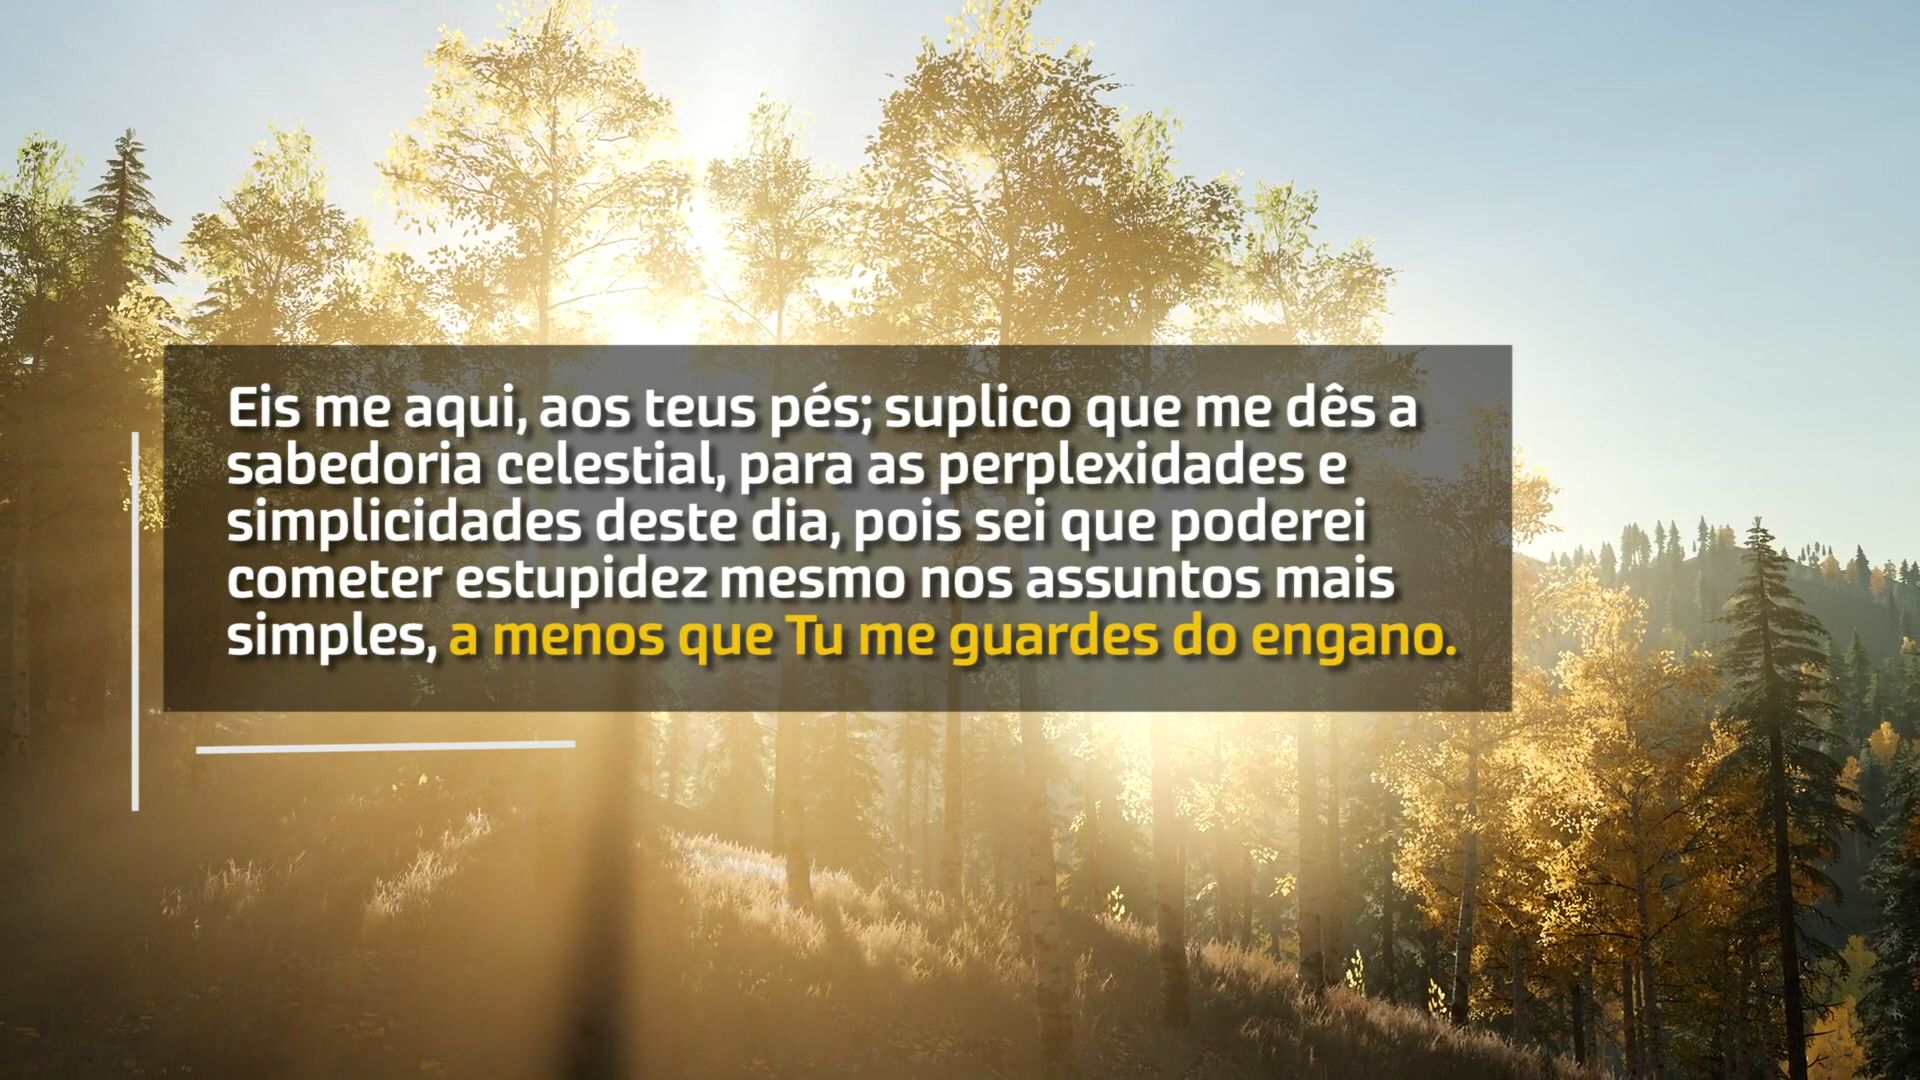 Eis me aqui, aos teus pés; suplico que me dês a
sabedoria celestial, para as perplexidades e
simplicidades deste dia, pois sei que poderei
cometer estupidez mesmo nos assuntos mais
simples, a menos que Tu me guardes do engano.